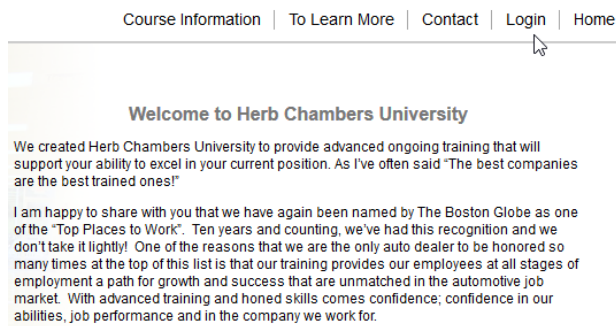 Course Information | To Learn More | Contact | Login | Home
Welcome to Herb Chambers University
We created Herb Chambers University to provide advanced ongoing training that will
support your ability to excel in your current position. As I've often said “The best companies
are the best trained ones!”
I am happy to share with you that we have again been named by The Boston Globe as one
of the “Top Places to Work”.  Ten years and counting, we've had this recognition and we
don't take it lightly!  One of the reasons that we are the only auto dealer to be honored so
many times at the top of this list is that our training provides our employees at all stages of
employment a path for growth and success that are unmatched in the automotive job
market.  With advanced training and honed skills comes confidence; confidence in our
abilities, job performance and in the company we work for.